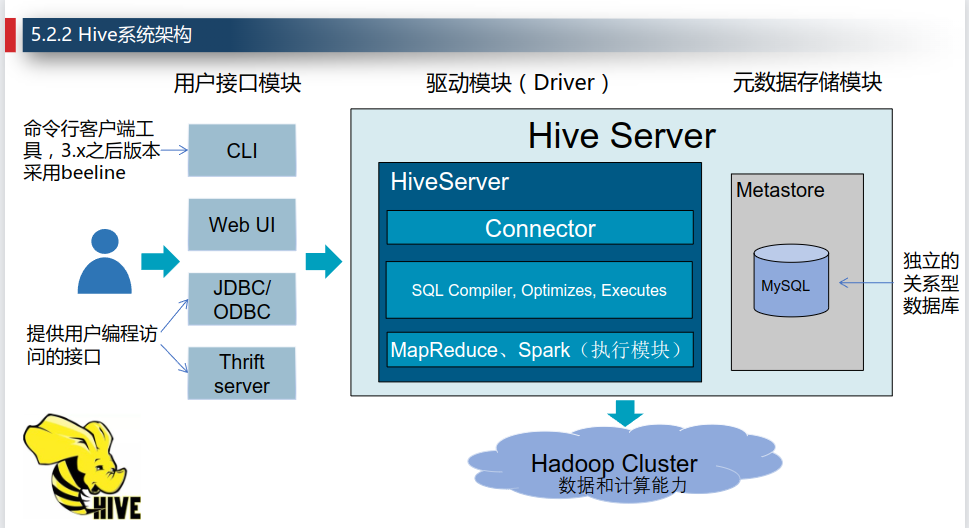 5.2.2 Hive系统架构
用户接口模块
驱动模块（Driver）
元数据存储模块
命令行客户端工
具，3.x之后版本
采用beeline
CLI
Web UI
JDBC/
ODBC
Thrift
server
提供用户编程访
问的接口
Hive Server
HiveServer
Connector
SQL Compiler, Optimizes, Executes
MapReduce、Spark（执行模块）
Metastore
MySQL
独立的
关系型
数据库
Hadoop Cluster
数据和计算能力
HIVE